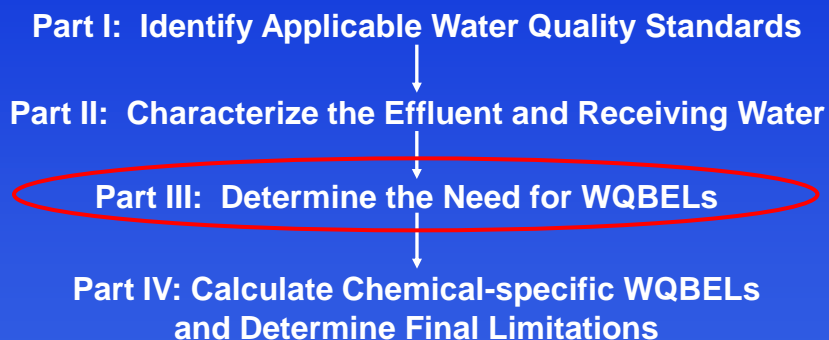 Part I:  Identify Applicable Water Quality Standards
Part II:  Characterize the Effluent and Receiving Water
Part III:  Determine the Need for WQBELs
Part IV: Calculate Chemical-specific WQBELs
and Determine Final Limitations